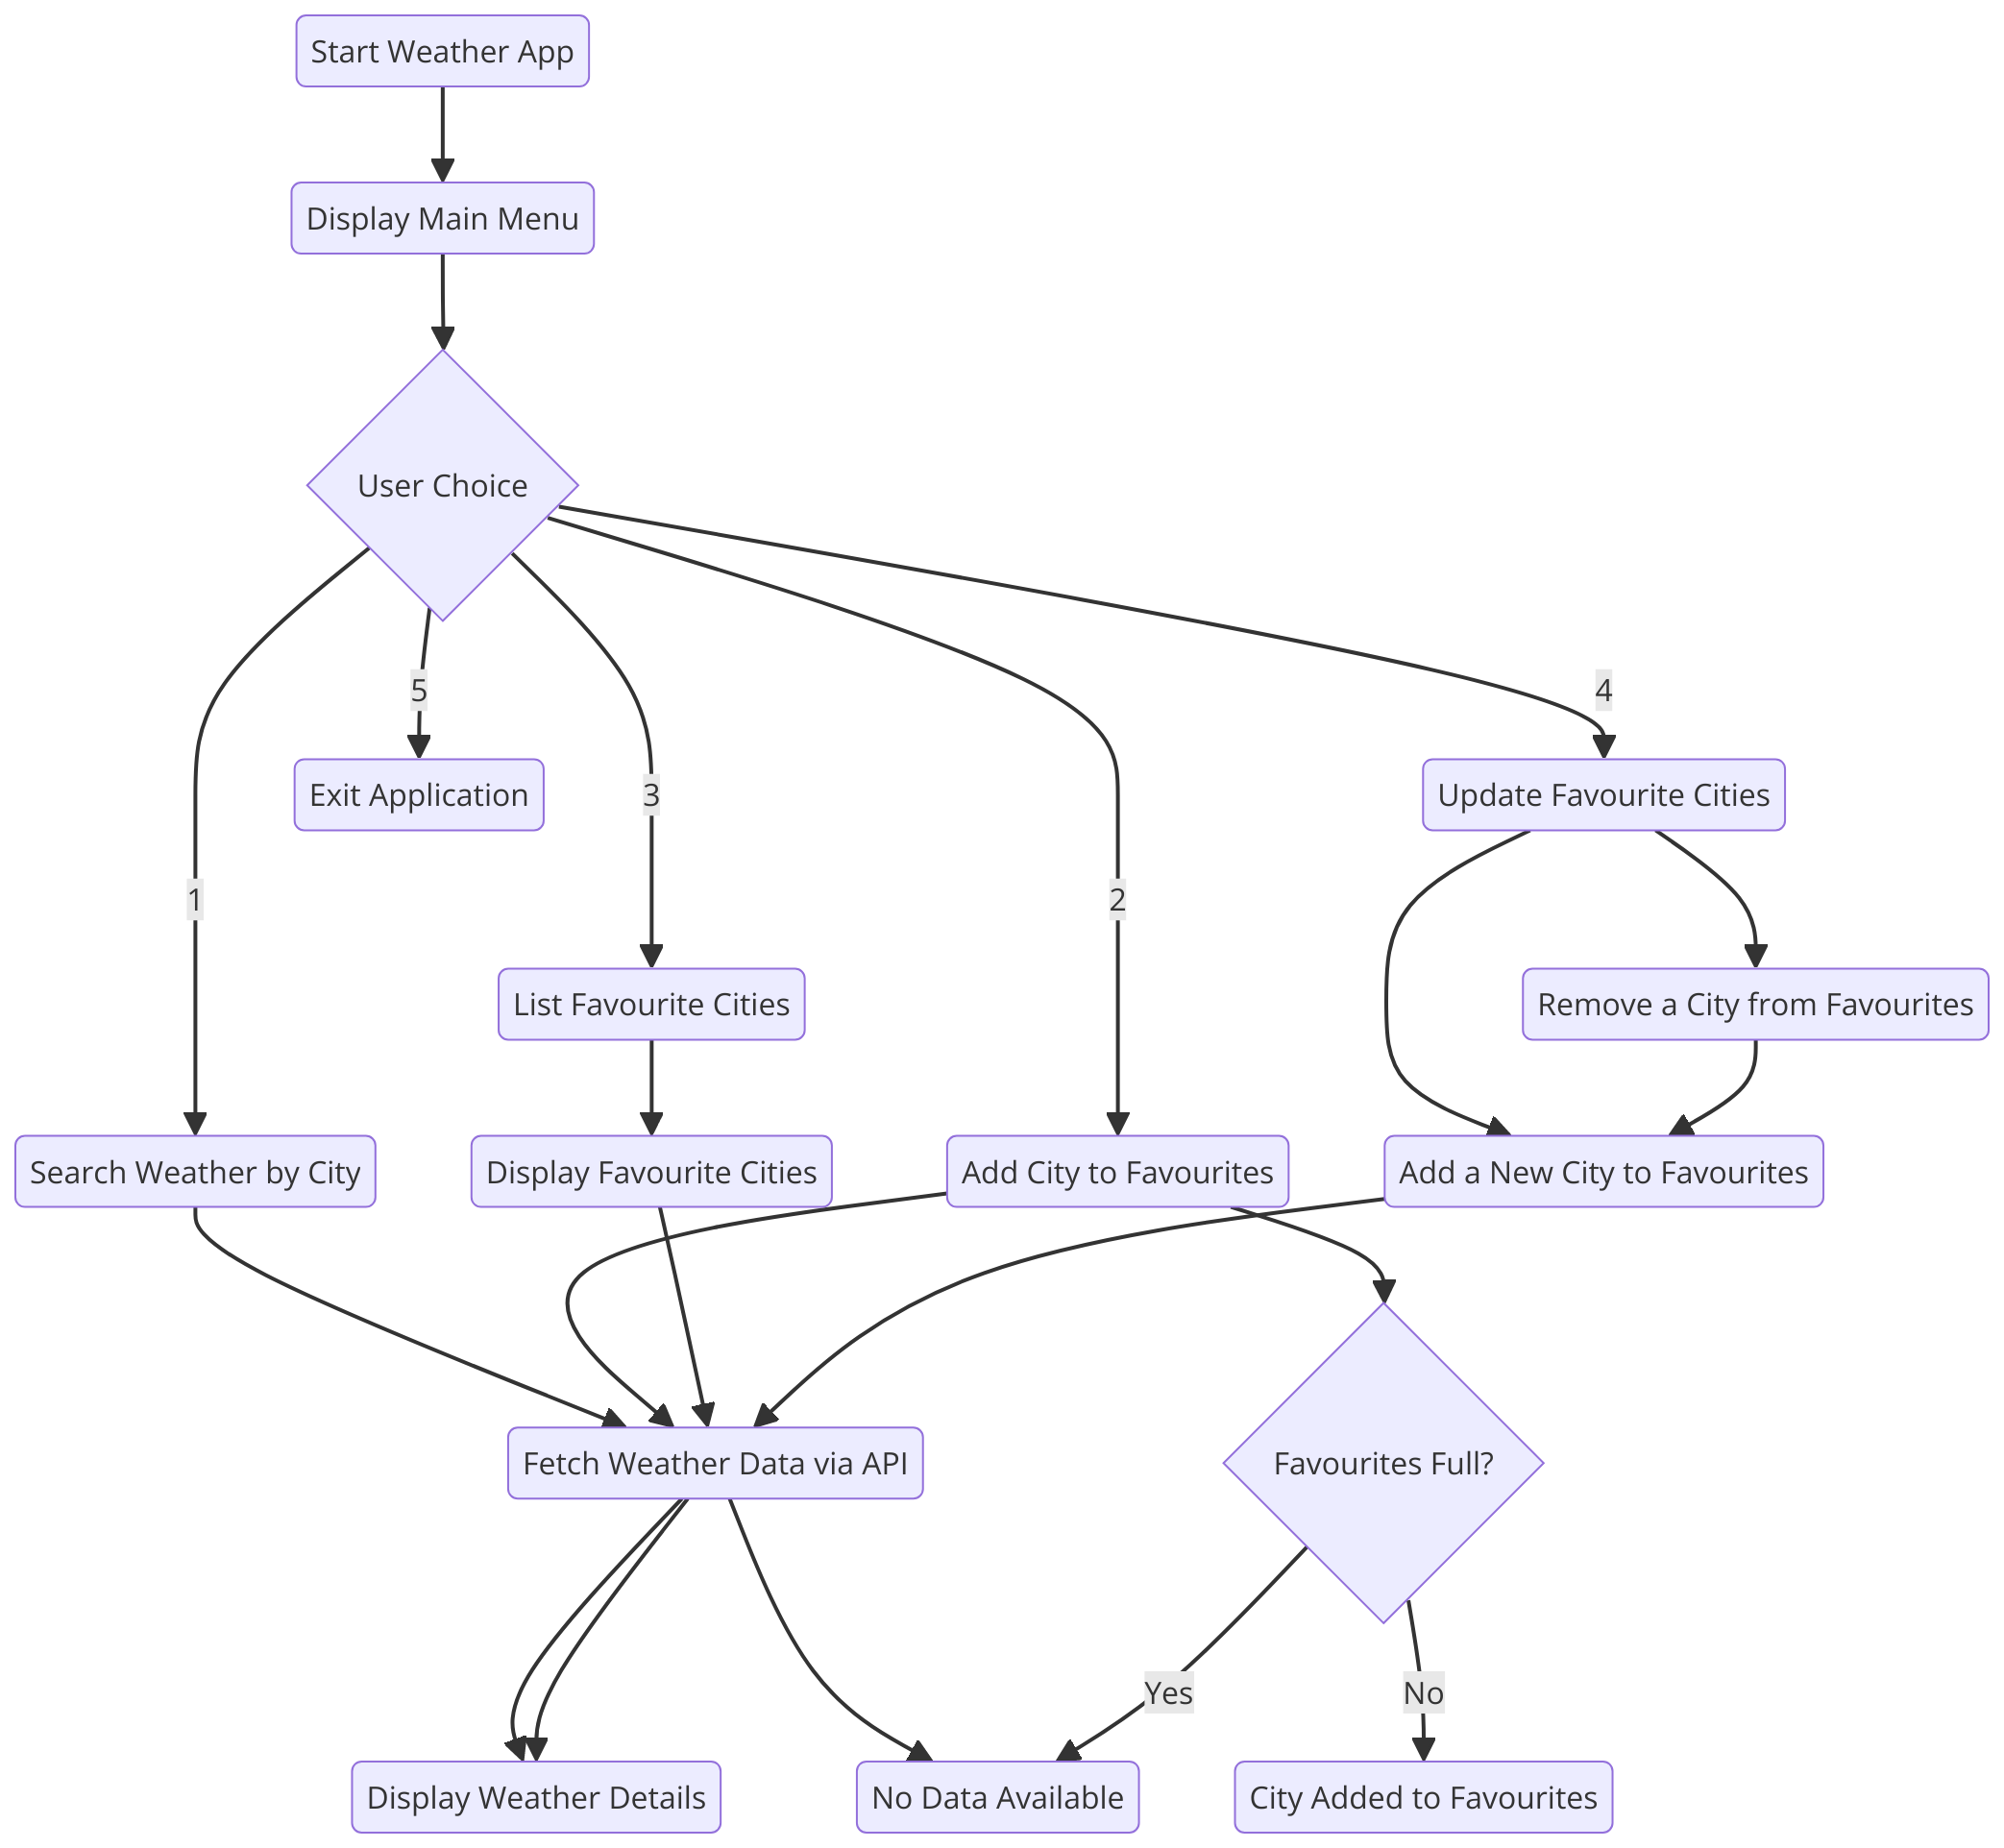 Start Weather App
Display Main Menu
User Choice
5
4
Exit Application
3
Update Favourite Cities
1
2
List Favourite Cities
Remove a City from Favourites
Search Weather by City
Display Favourite Cities
Add City to Favourites
Add a New City to Favourites
Fetch Weather Data via API
Favourites Full?
Yes
No
Display Weather Details
No Data Available
City Added to Favourites